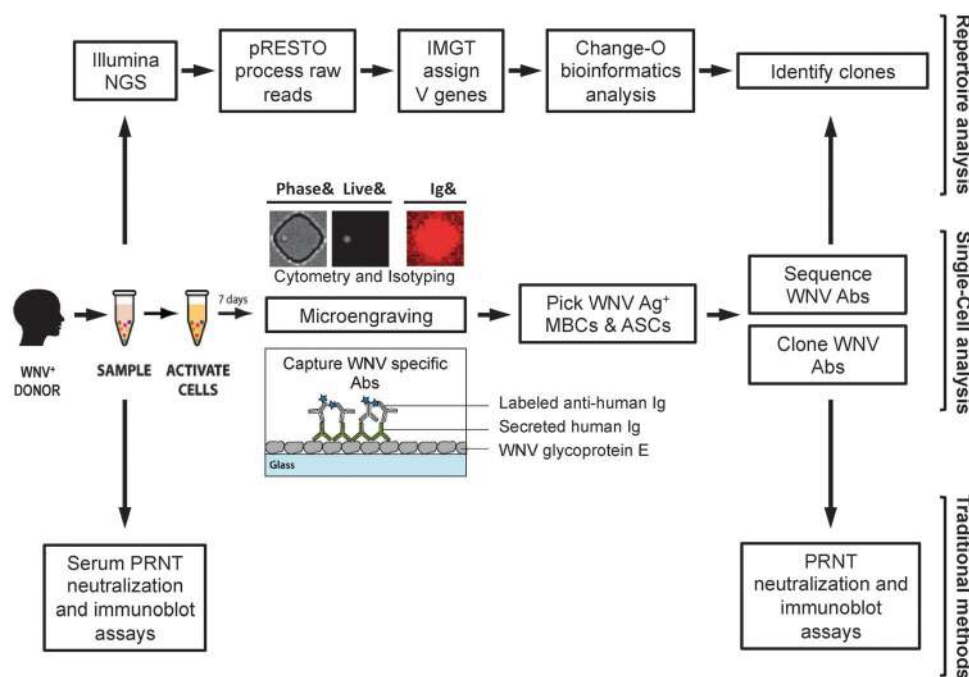 Illumina
NGS
pRESTO
process raw
reads
IMGT
assign
V genes
Change-O
bioinformatics
analysis
Identify clones
Repertoire analysis
Phase& Live& Ig&
Cytometry and Isotyping
WNV⁺
DONOR
SAMPLE
ACTIVATE
CELLS
7 days
Microengraving
Pick WNV Ag⁺
MBCs & ASCs
Sequence
WNV Abs
Clone WNV
Abs
Single-cell analysis
Capture WNV specific
Abs
Glass
Labeled anti-human Ig
Secreted human Ig
WNV glycoprotein E
Serum PRNT
neutralization
and immunoblot
assays
PRNT
neutralization and
immunoblot
assays
Traditional methods